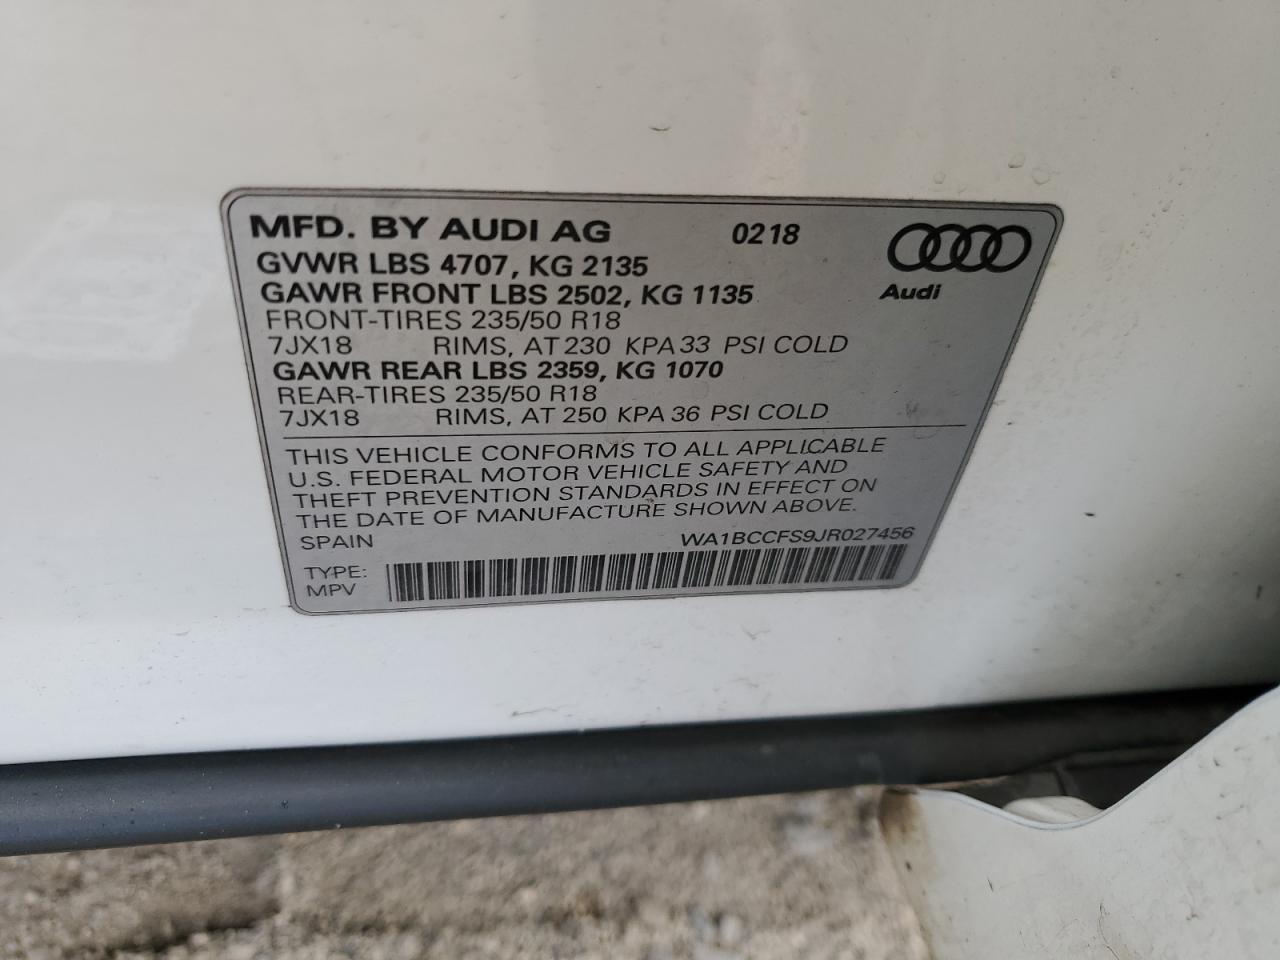 MFD. BY AUDI AG 0218
GVWR LBS 4707, KG 2135
GAWR FRONT LBS 2502, KG 1135
Audi
FRONT-TIRES 235/50 R18
7JX18 RIMS, AT 230 KPA 33 PSI COLD
GAWR REAR LBS 2359, KG 1070
REAR-TIRES 235/50 R18
7JX18 RIMS, AT 250 KPA 36 PSI COLD
THIS VEHICLE CONFORMS TO ALL APPLICABLE
U.S. FEDERAL MOTOR VEHICLE SAFETY AND
THEFT PREVENTION STANDARDS IN EFFECT ON
THE DATE OF MANUFACTURE SHOWN ABOVE.
SPAIN WA1BCCFS9JR027456
TYPE:
MPV